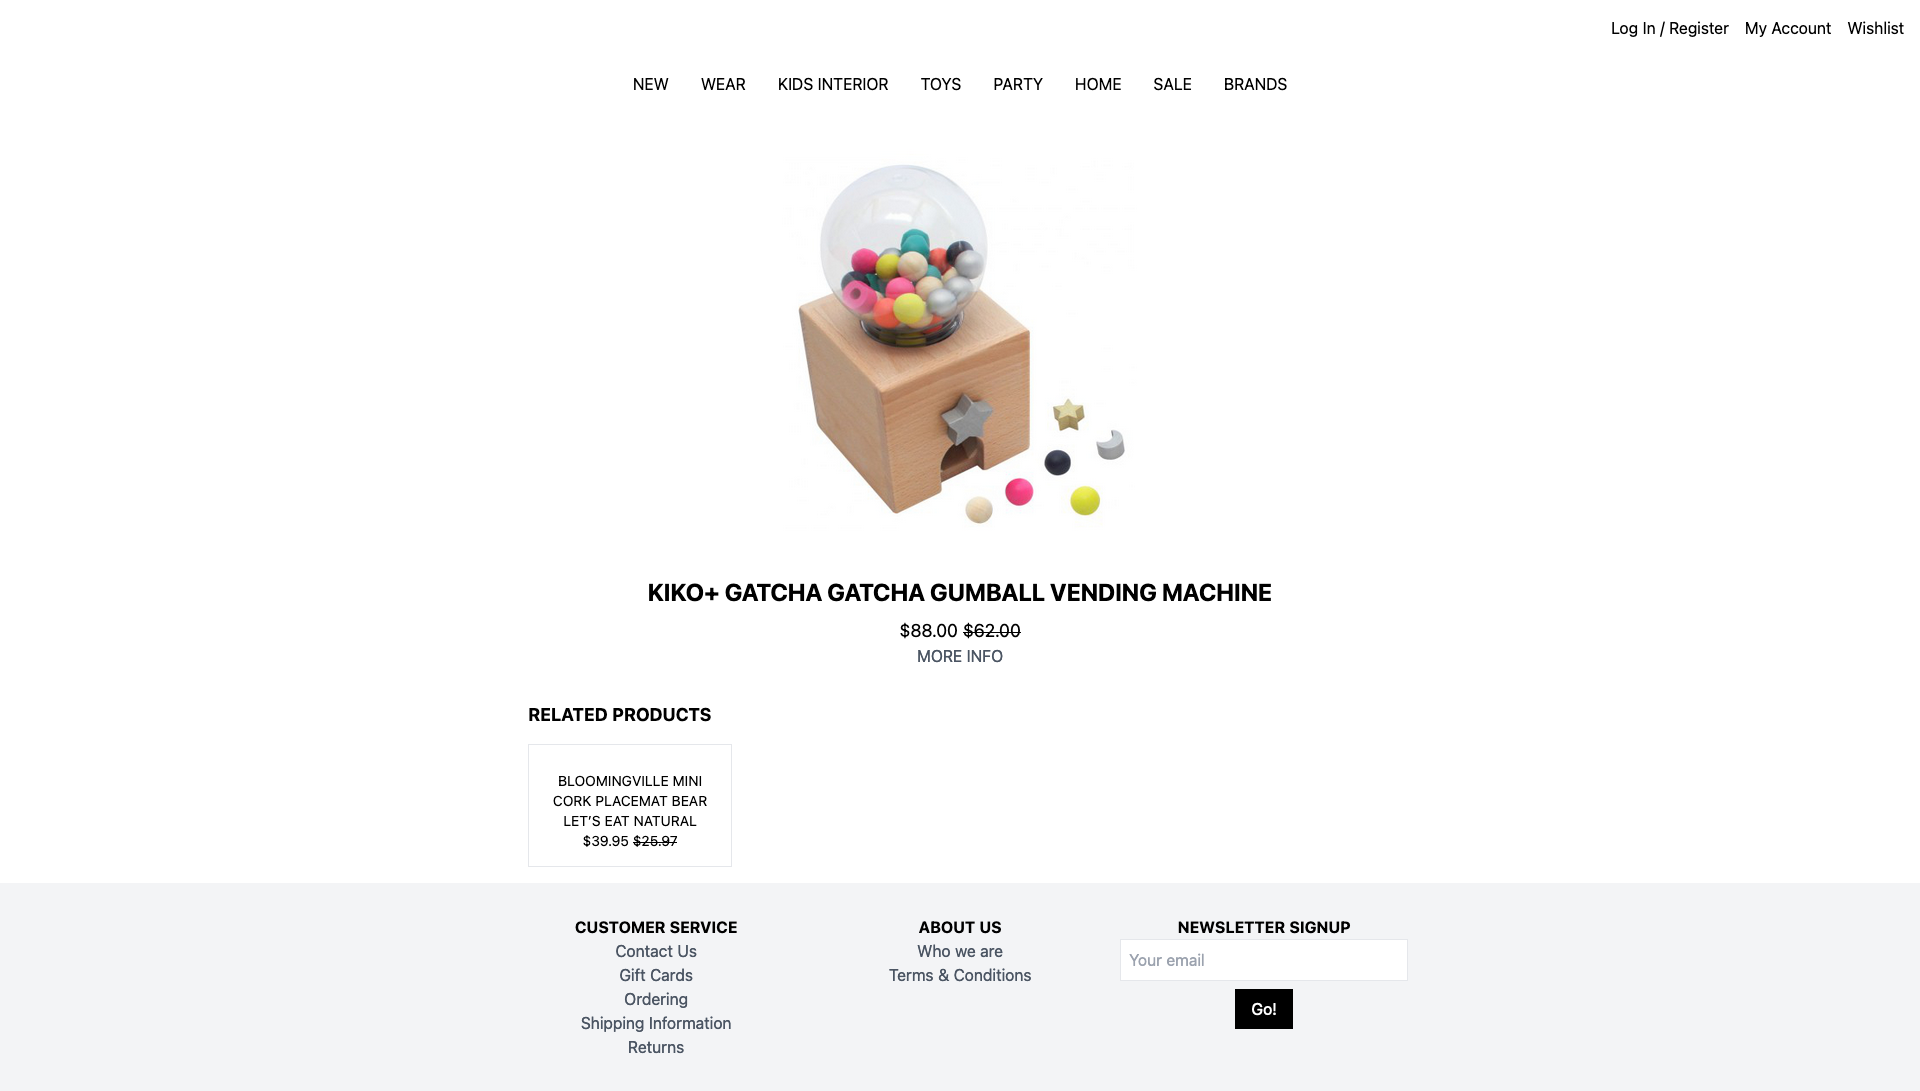 Log In / Register My Account Wishlist
NEW WEAR KIDS INTERIOR TOYS PARTY HOME SALE BRANDS
KIKO+ GATCHA GATCHA GUMBALL VENDING MACHINE
$88.00 $62.00
MORE INFO
RELATED PRODUCTS
BLOOMINGVILLE MINI
CORK PLACEMAT BEAR
LET’S EAT NATURAL
$39.95 $25.97
CUSTOMER SERVICE
Contact Us
Gift Cards
Ordering
Shipping Information
Returns
ABOUT US
Who we are
Terms & Conditions
NEWSLETTER SIGNUP
Your email
Go!